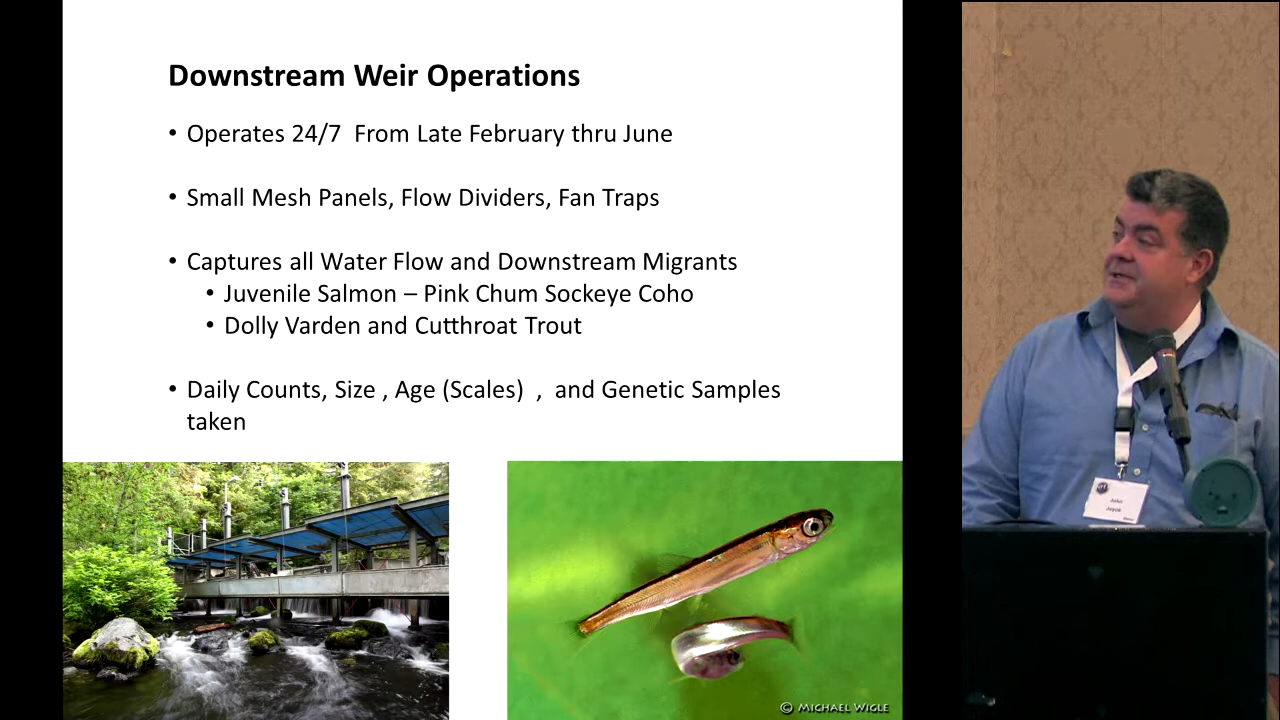 Downstream Weir Operations
• Operates 24/7  From Late February thru June
• Small Mesh Panels, Flow Dividers, Fan Traps
• Captures all Water Flow and Downstream Migrants
• Juvenile Salmon – Pink Chum Sockeye Coho
• Dolly Varden and Cutthroat Trout
• Daily Counts, Size , Age (Scales)  ,  and Genetic Samples
taken
© Michael Wigle
John
Joyce